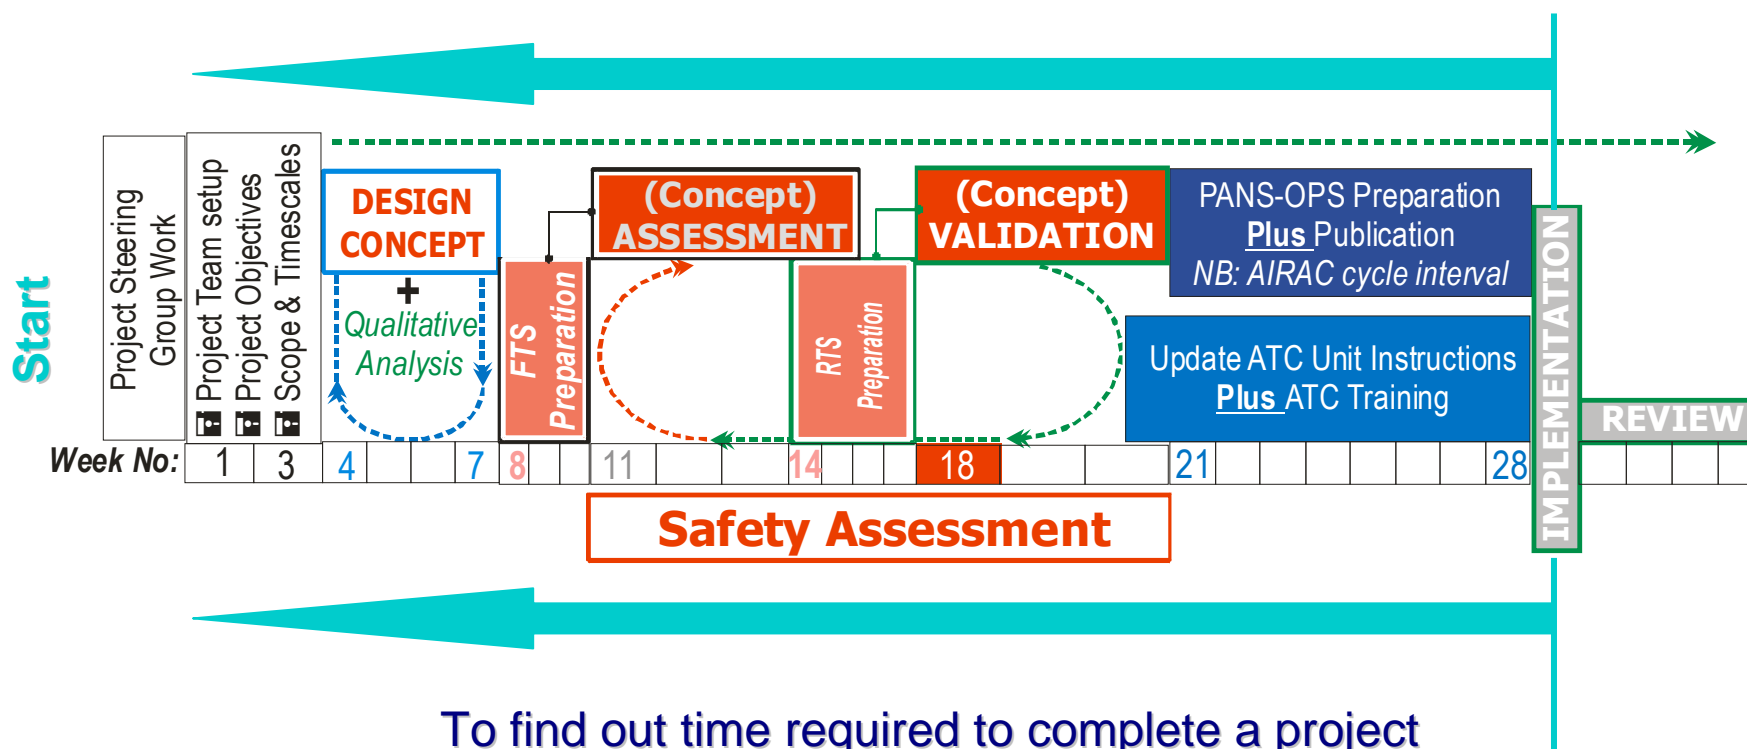 Start
Project Steering
Group Work
Project Team setup
Project Objectives
Scope & Timescales
DESIGN
CONCEPT
+
Qualitative
Analysis
FTS
Preparation
(Concept)
ASSESSMENT
RTS
Preparation
(Concept)
VALIDATION
PANS-OPS Preparation
Plus Publication
NB: AIRAC cycle interval
Update ATC Unit Instructions
Plus ATC Training
IMPLEMENTATION
REVIEW
Week No: 1 3 4 7 8 11 14 18 21 28
Safety Assessment
To find out time required to complete a project